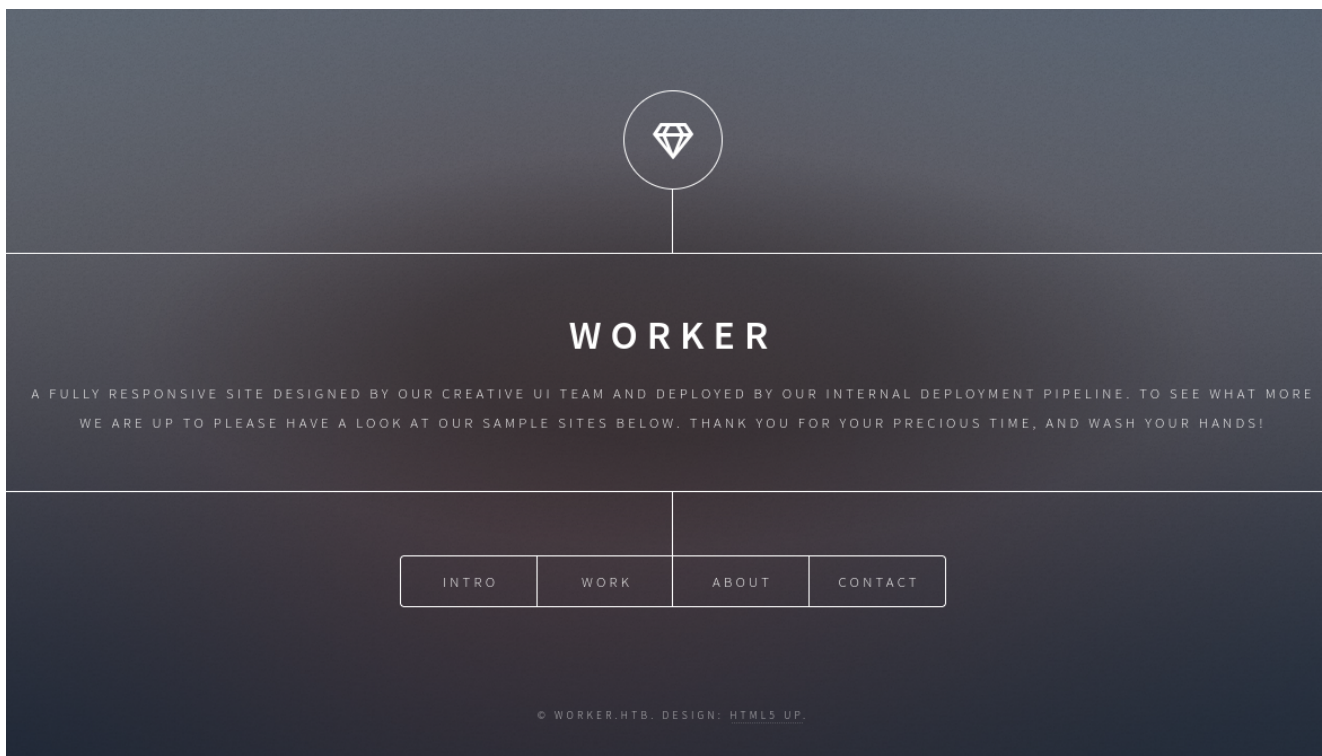 WORKER
A FULLY RESPONSIVE SITE DESIGNED BY OUR CREATIVE UI TEAM AND DEPLOYED BY OUR INTERNAL DEPLOYMENT PIPELINE. TO SEE WHAT MORE
WE ARE UP TO PLEASE HAVE A LOOK AT OUR SAMPLE SITES BELOW. THANK YOU FOR YOUR PRECIOUS TIME, AND WASH YOUR HANDS!
INTRO WORK ABOUT CONTACT
© WORKER.HTB. DESIGN: HTML5 UP.